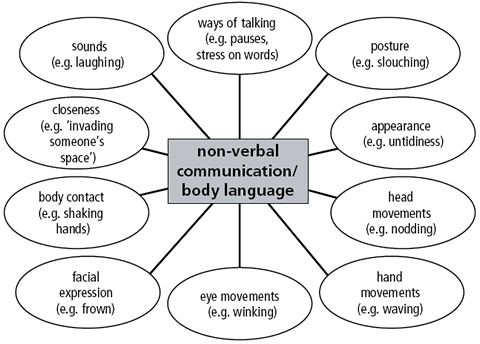 ways of talking
(e.g. pauses,
stress on words)
sounds
(e.g. laughing)
posture
(e.g. slouching)
closeness
(e.g. ‘invading
someone’s
space’)
appearance
(e.g. untidiness)
non-verbal
communication/
body language
body contact
(e.g. shaking
hands)
head
movements
(e.g. nodding)
facial
expression
(e.g. frown)
eye movements
(e.g. winking)
hand
movements
(e.g. waving)